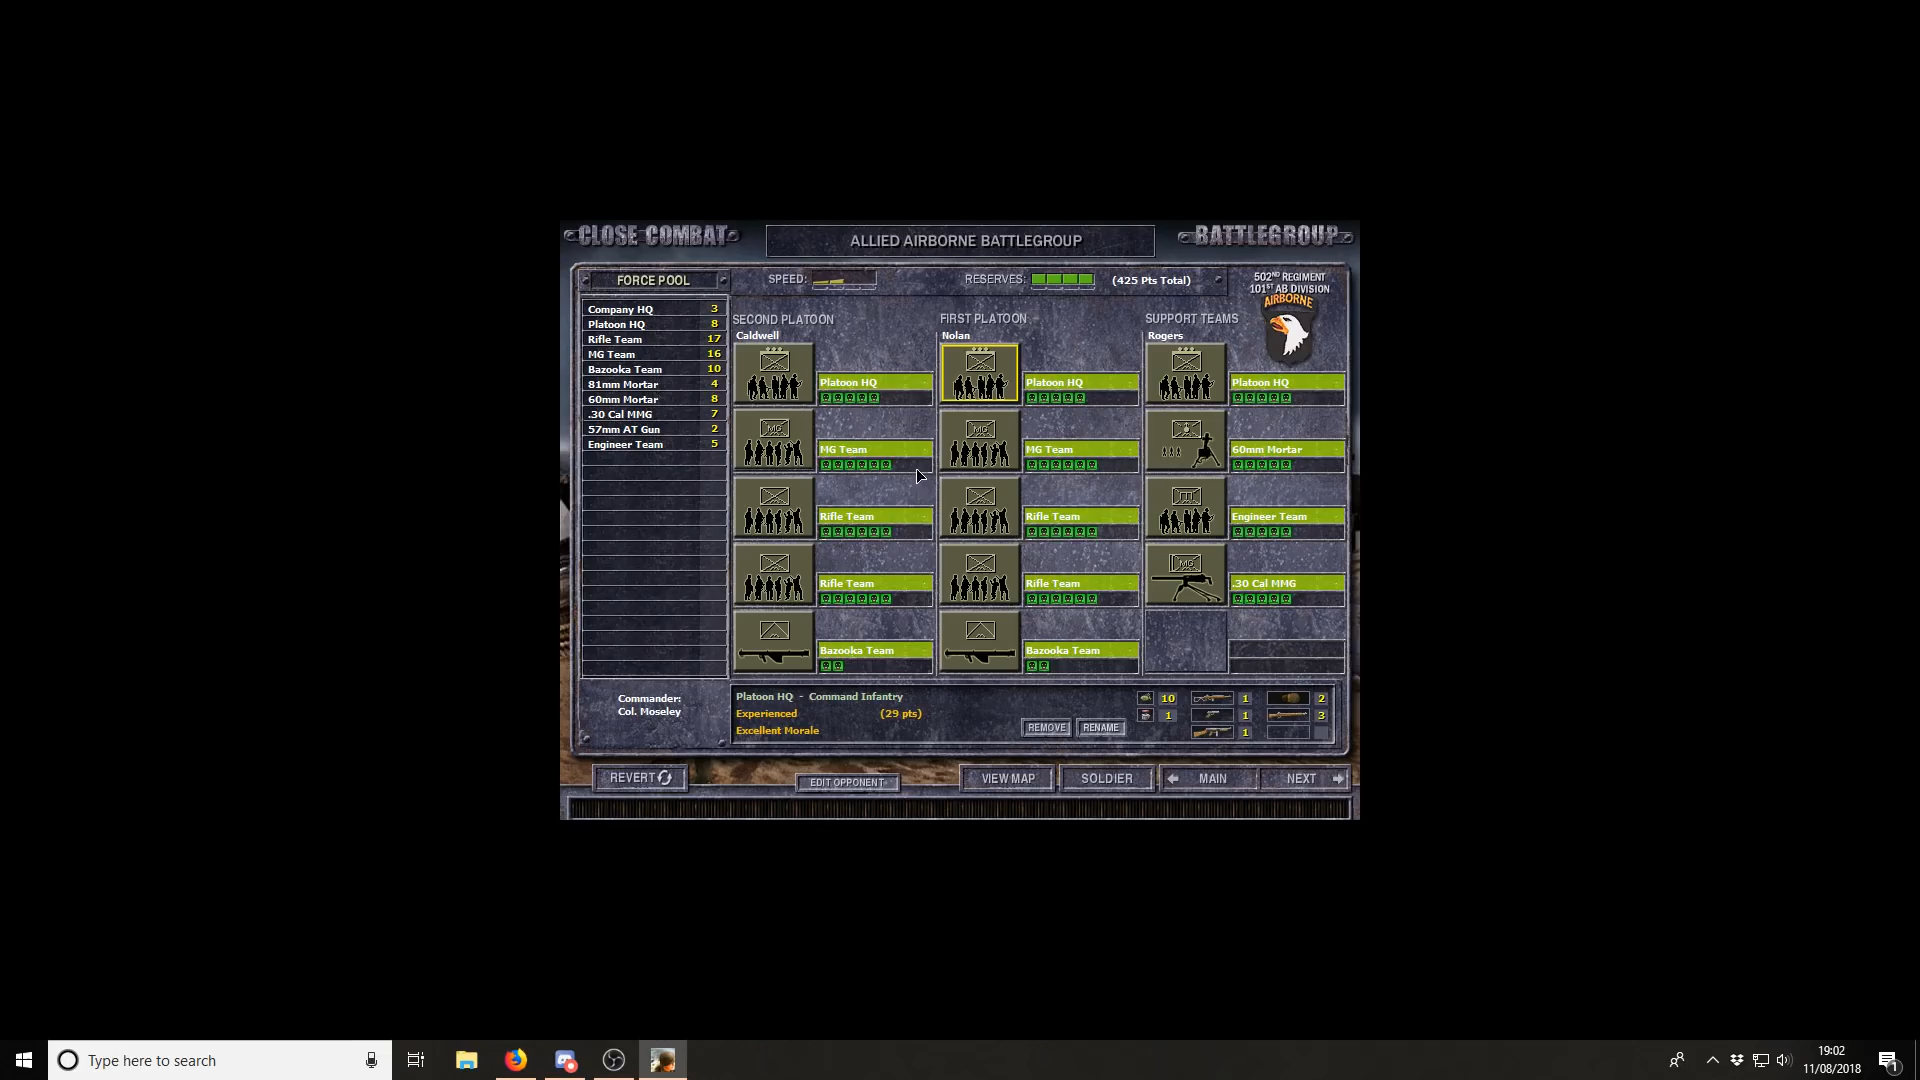 CLOSE COMBAT
ALLIED AIRBORNE BATTLEGROUP
BATTLEGROUP
FORCE POOL
SPEED:
RESERVES:
(425 Pts Total)
502ND REGIMENT
101ST AB DIVISION
AIRBORNE
Company HQ 3
Platoon HQ 8
Rifle Team 17
MG Team 16
Bazooka Team 10
81mm Mortar 4
60mm Mortar 8
.30 Cal MMG 7
57mm AT Gun 2
Engineer Team 5
SECOND PLATOON
Caldwell
Platoon HQ
MG
MG Team
Rifle Team
Rifle Team
Bazooka Team
FIRST PLATOON
Nolan
Platoon HQ
MG
MG Team
Rifle Team
Rifle Team
Bazooka Team
SUPPORT TEAMS
Rogers
Platoon HQ
60mm Mortar
Engineer Team
MG
.30 Cal MMG
Commander:
Col. Moseley
Platoon HQ - Command Infantry
Experienced (29 pts)
Excellent Morale
REMOVE
RENAME
10 1 2
1 1 3
1
REVERT
EDIT OPPONENT
VIEW MAP
SOLDIER
MAIN
NEXT
Type here to search
19:02
11/08/2018
1